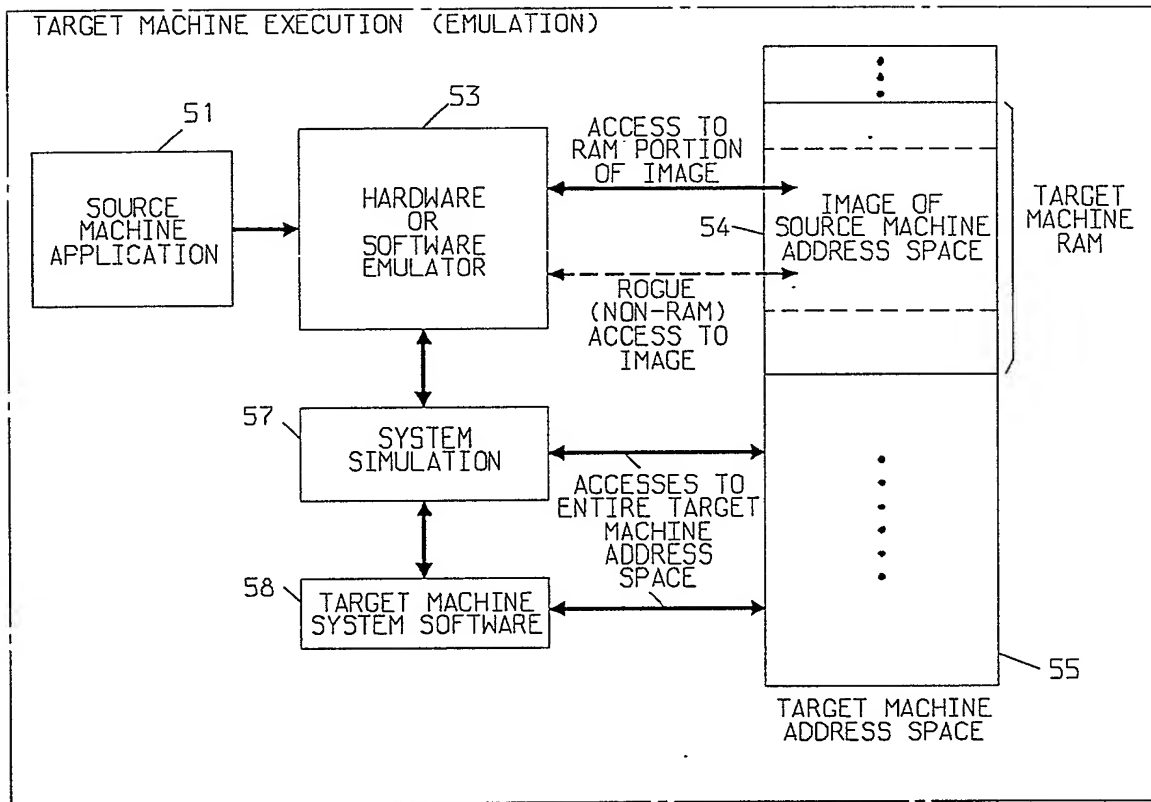 TARGET MACHINE EXECUTION (EMULATION)
51
SOURCE
MACHINE
APPLICATION
53
HARDWARE
OR
SOFTWARE
EMULATOR
ACCESS TO
RAM PORTION
OF IMAGE
ROGUE
(NON-RAM)
ACCESS TO
IMAGE
54
IMAGE OF
SOURCE MACHINE
ADDRESS SPACE
TARGET
MACHINE
RAM
57
SYSTEM
SIMULATION
ACCESSES TO
ENTIRE TARGET
MACHINE
ADDRESS
SPACE
58
TARGET MACHINE
SYSTEM SOFTWARE
55
TARGET MACHINE
ADDRESS SPACE